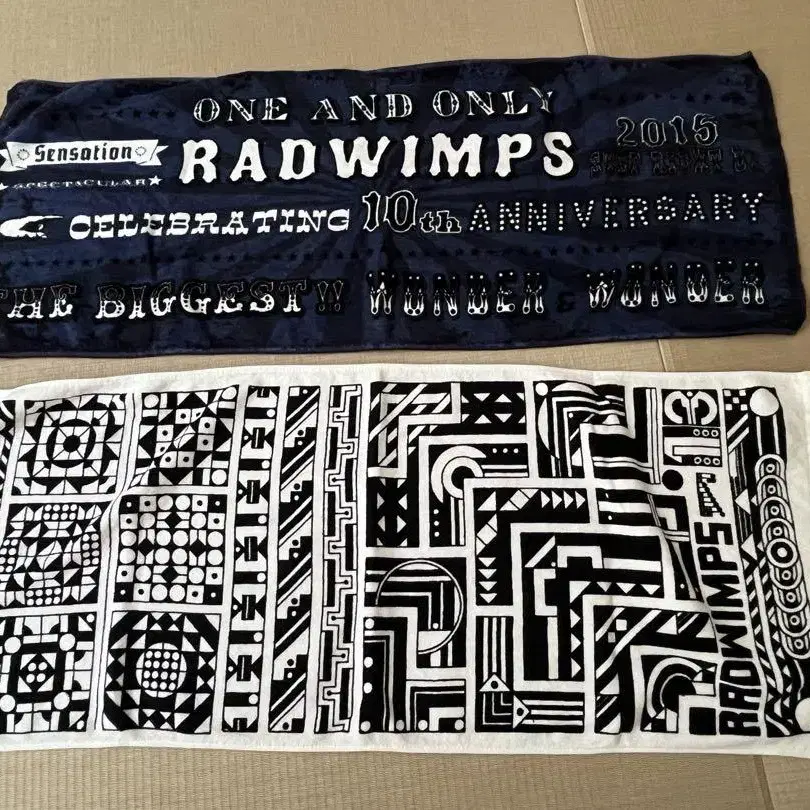 ONE AND ONLY
Sensation
SPECTACULAR
RADWIMPS
2015
CELEBRATING 10th ANNIVERSARY
THE BIGGEST!! WONDER & WONDER
RADWIMPS